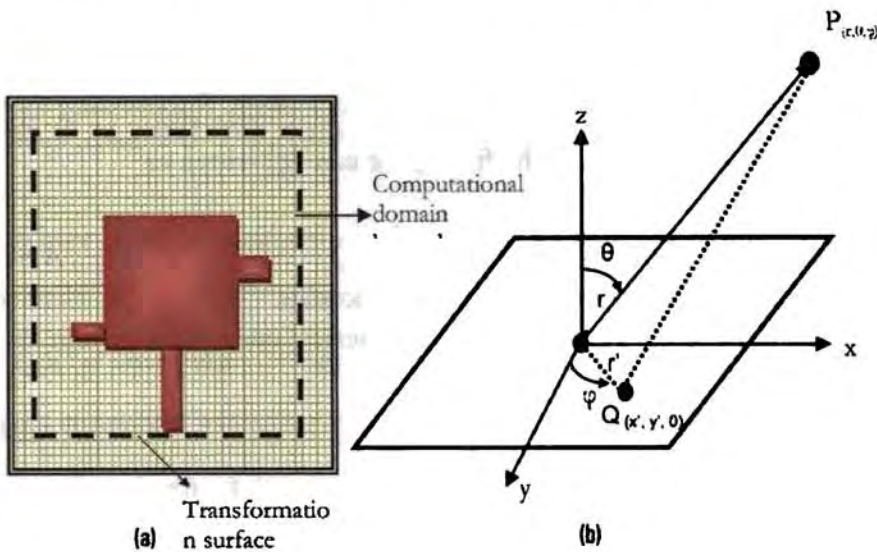 Computational
domain
Transformatio
n surface
(a)
P(r,θ,φ)
z
θ
r
x
r'
φ
Q (x', y', 0)
y
(b)